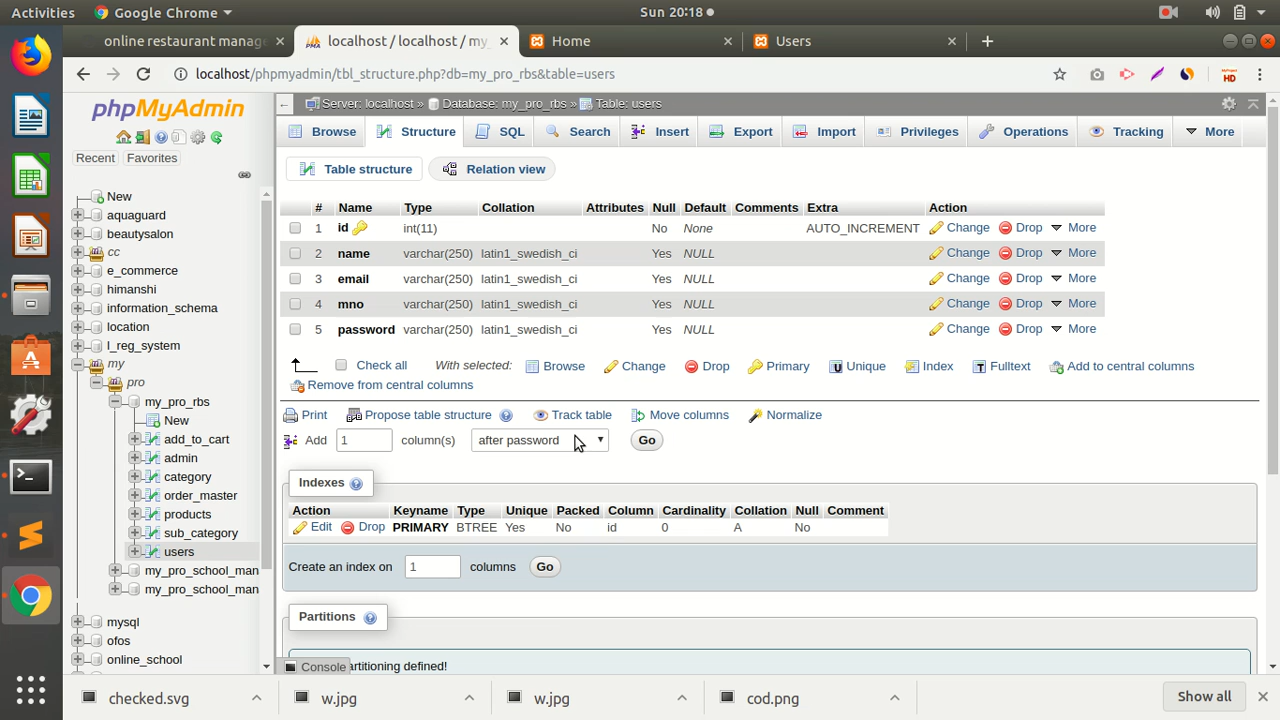 Activities Google Chrome Sun 20:18
online restaurant manage localhost / localhost / my_ Home Users
localhost/phpmyadmin/tbl_structure.php?db=my_pro_rbs&table=users
phpMyAdmin
Recent Favorites
New
aquaguard
beautysalon
cc
e_commerce
himanshi
information_schema
location
l_reg_system
my
pro
my_pro_rbs
New
add_to_cart
admin
category
order_master
products
sub_category
users
my_pro_school_man
my_pro_school_man
mysql
ofos
online_school
Server: localhost » Database: my_pro_rbs » Table: users
Browse Structure SQL Search Insert Export Import Privileges Operations Tracking More
Table structure Relation view
# Name Type Collation Attributes Null Default Comments Extra Action
1 id int(11) No None AUTO_INCREMENT Change Drop More
2 name varchar(250) latin1_swedish_ci Yes NULL Change Drop More
3 email varchar(250) latin1_swedish_ci Yes NULL Change Drop More
4 mno varchar(250) latin1_swedish_ci Yes NULL Change Drop More
5 password varchar(250) latin1_swedish_ci Yes NULL Change Drop More
Check all With selected: Browse Change Drop Primary Unique Index Fulltext Add to central columns
Remove from central columns
Print Propose table structure Track table Move columns Normalize
Add 1 column(s) after password Go
Indexes
Action Keyname Type Unique Packed Column Cardinality Collation Null Comment
Edit Drop PRIMARY BTREE Yes No id 0 A No
Create an index on 1 columns Go
Partitions
Console artitioning defined!
checked.svg w.jpg w.jpg cod.png Show all